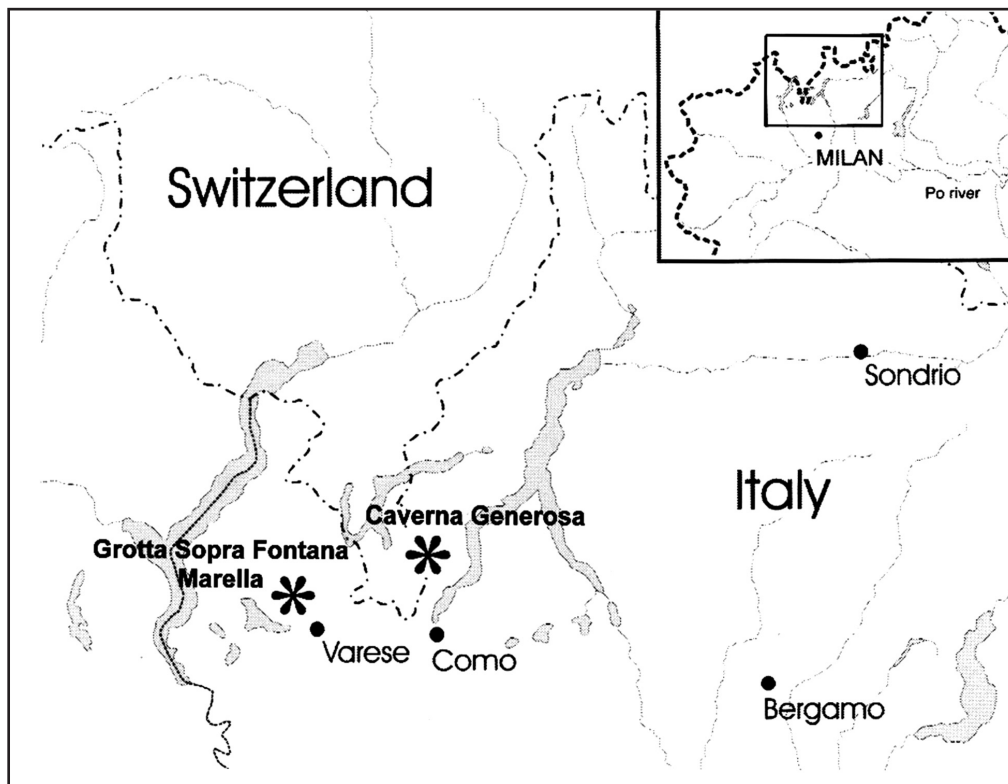 Switzerland
MILAN
Po river
Sondrio
Italy
Caverna Generosa
Grotta Sopra Fontana
Marella
Varese
Como
Bergamo